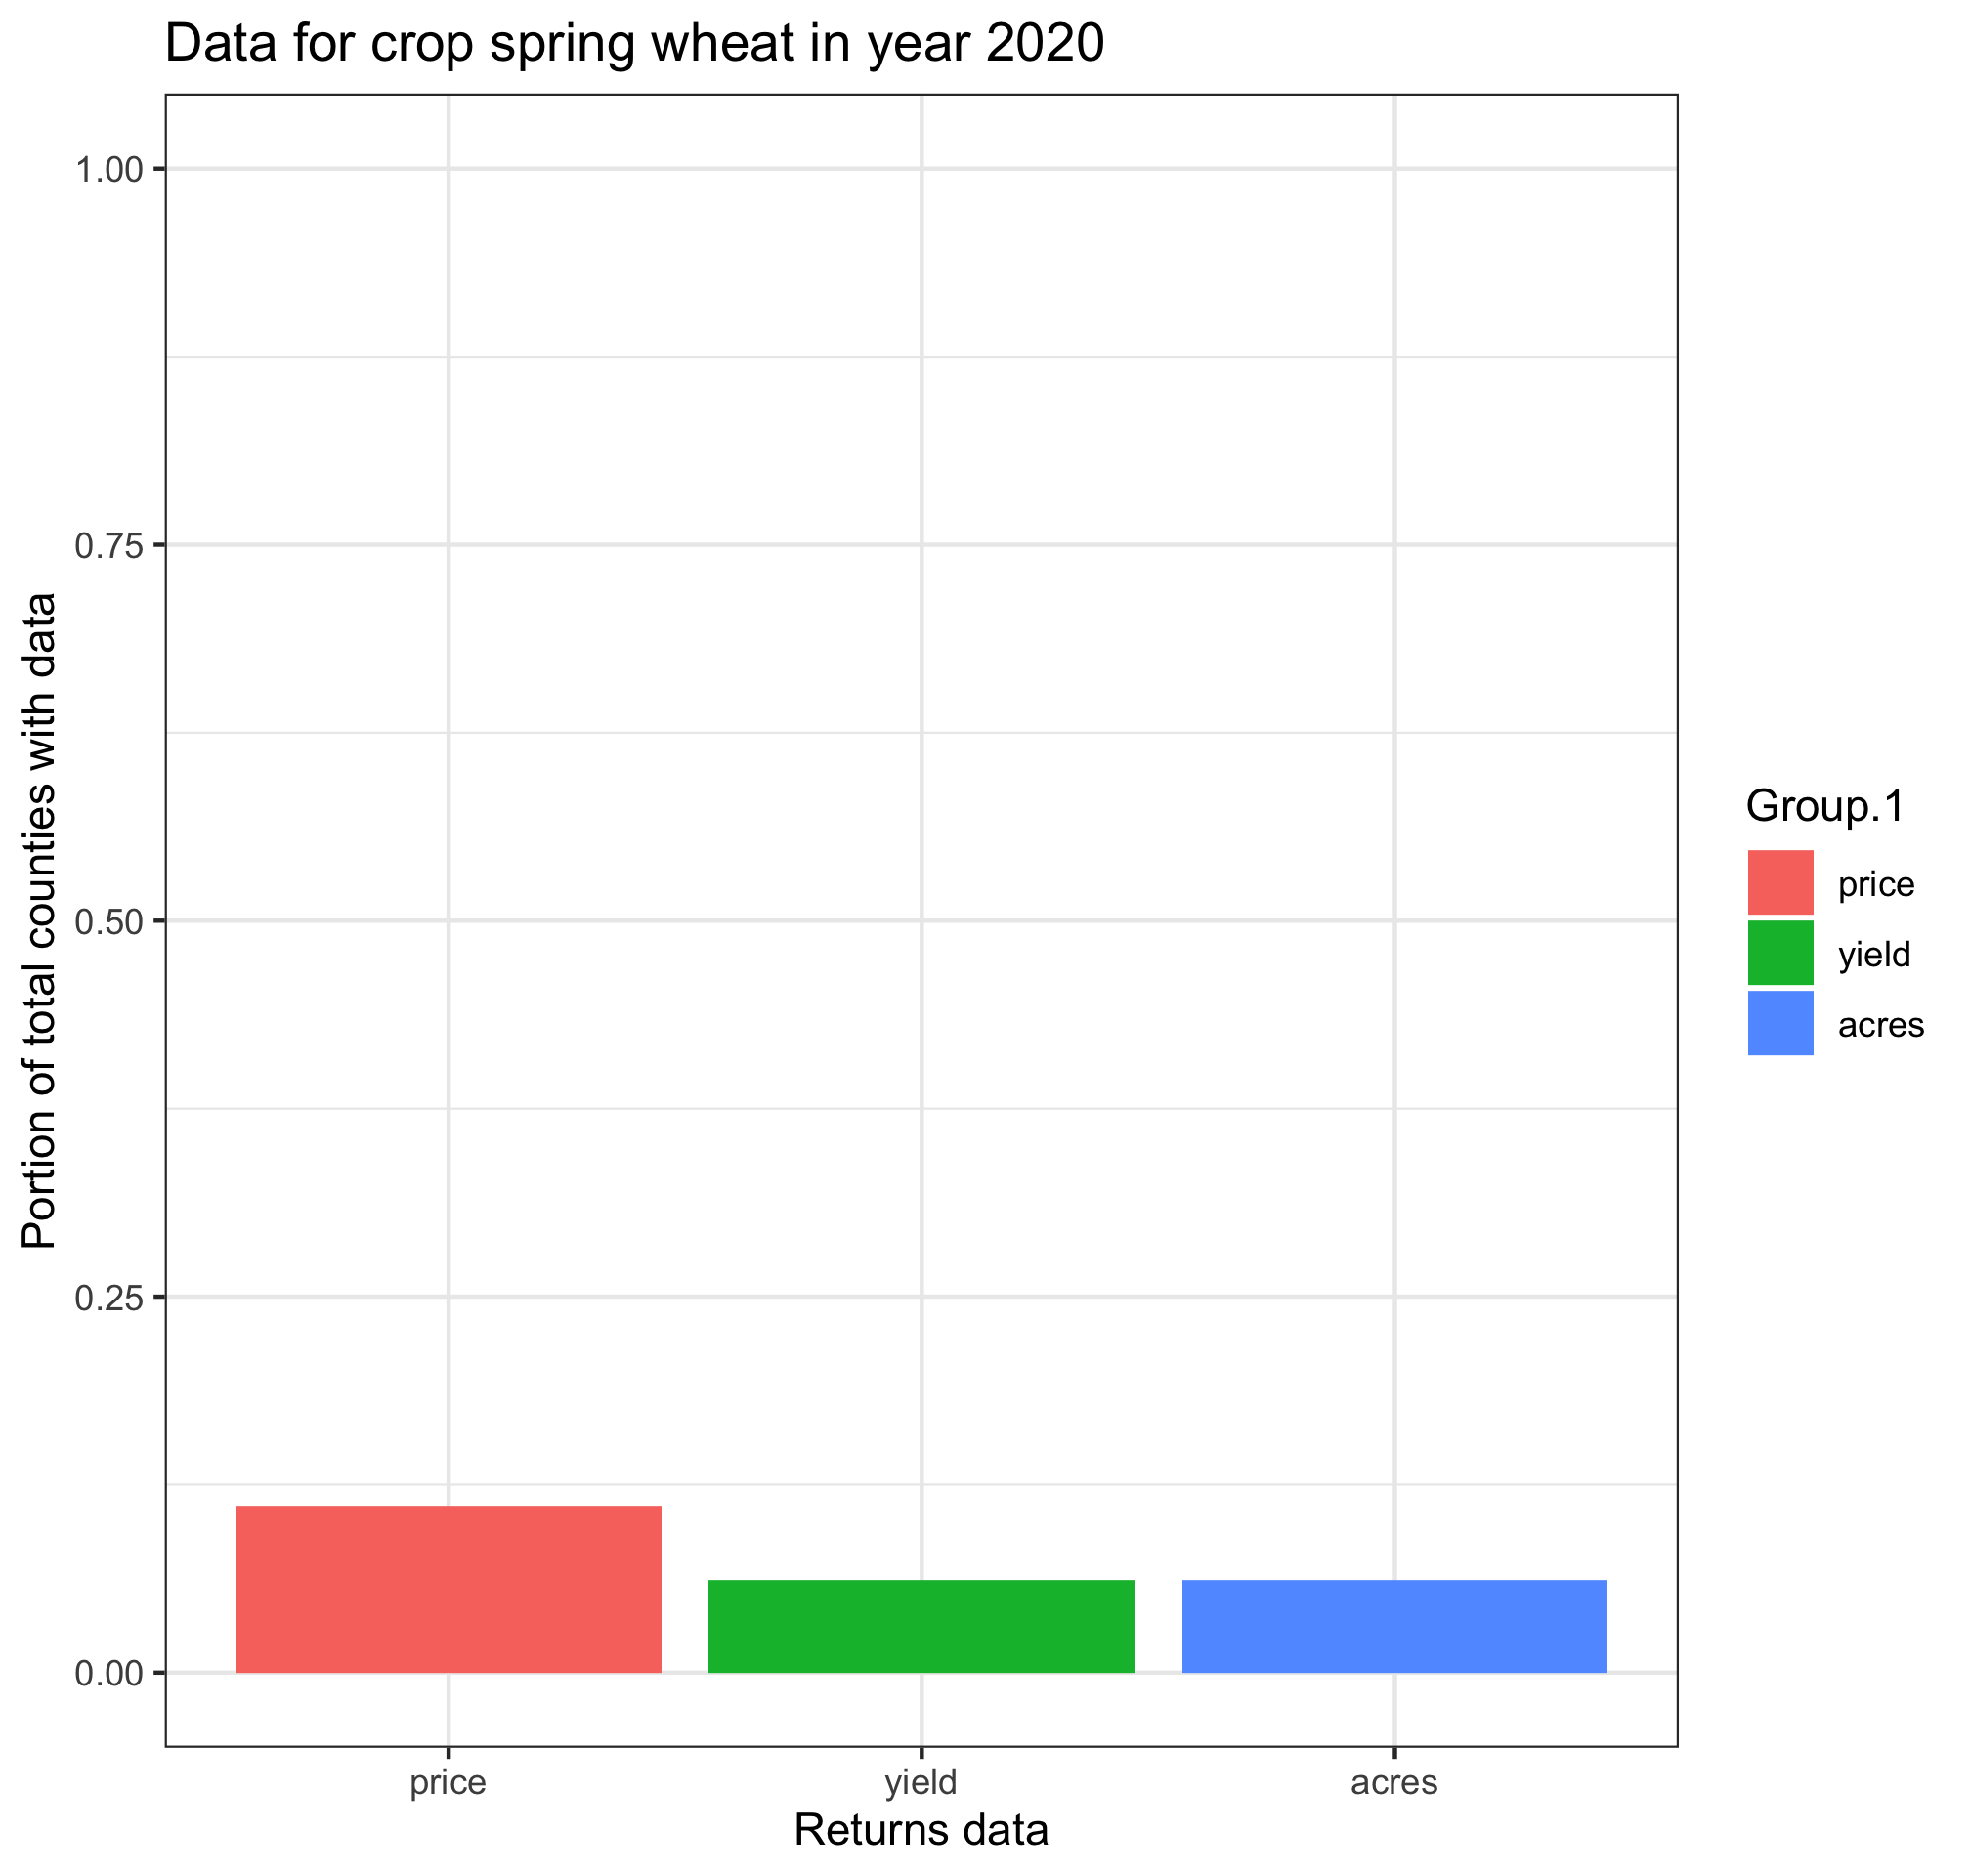 Data for crop spring wheat in year 2020
Portion of total counties with data
1.00
0.75
0.50
0.25
0.00
price
yield
acres
Returns data
Group.1
price
yield
acres